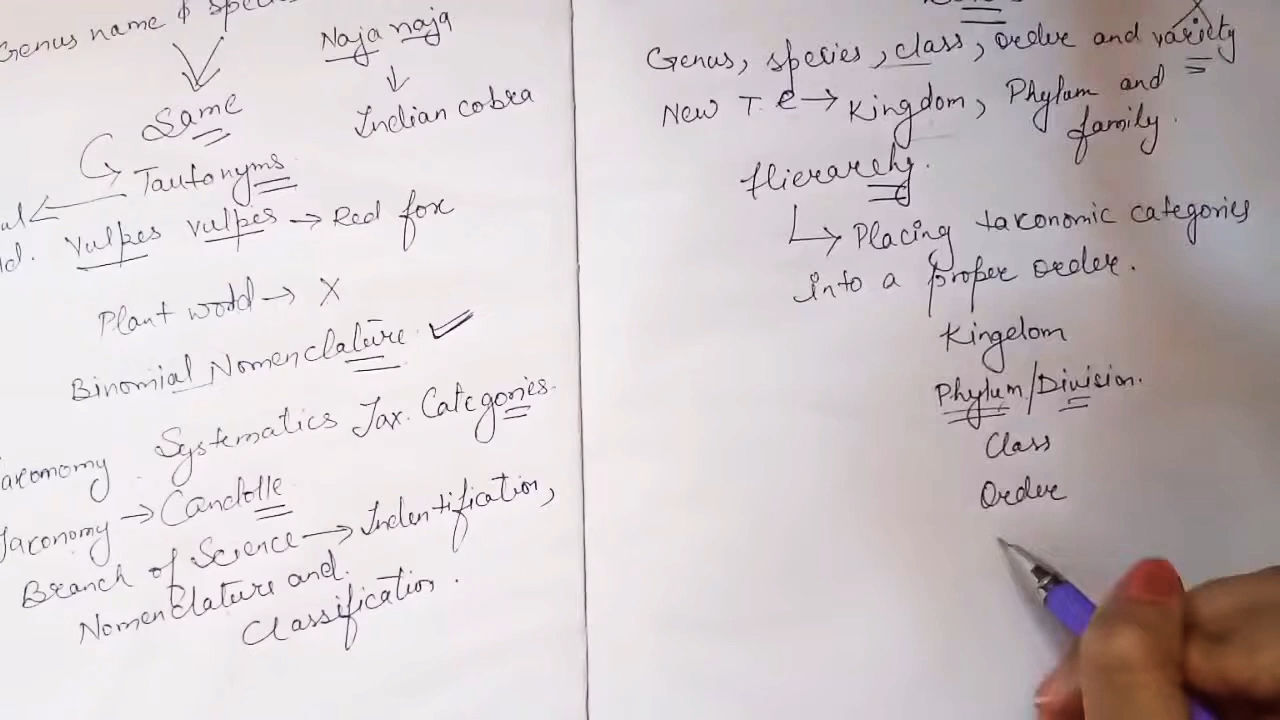 Genus name &
Same
Tautonyms
Vulpes vulpes → Red fox
Plant world → X
Binomial Nomenclature.
Systematics Tax. Categories.
Taxonomy
Taxonomy → Candolle
Branch of Science → Indentification,
Nomenclature and
Classification.
Naja naja
Indian cobra
Genus, species, class, order and variety
New T. C → Kingdom, Phylum and
family.
Hierarchy.
Placing taxonomic categories
into a proper order.
Kingdom
Phylum/Division.
Class
Order